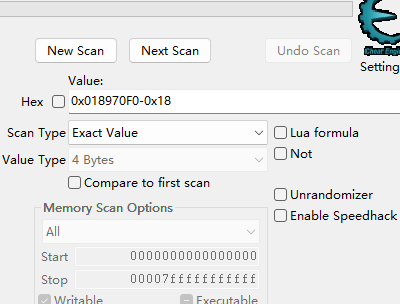 New Scan Next Scan Undo Scan
Cheat Engine
Setting
Value:
Hex 0x018970F0-0x18
Scan Type Exact Value Lua formula
Value Type 4 Bytes Not
Compare to first scan
Unrandomizer
Memory Scan Options Enable Speedhack
All
Start 0000000000000000
Stop 00007fffffffffff
Writable Executable